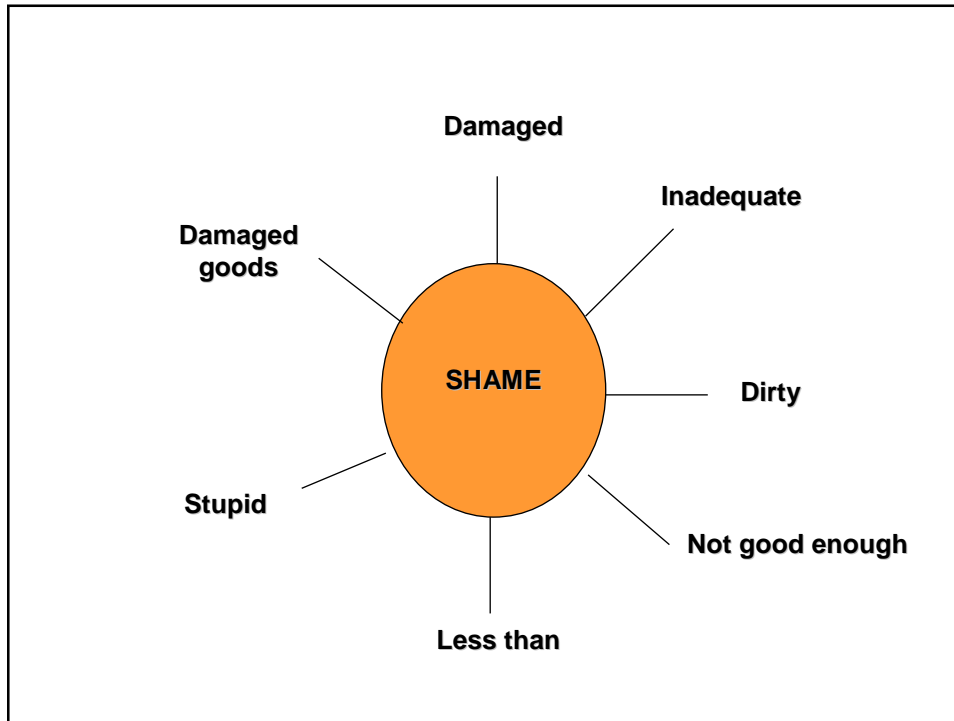 Damaged
Inadequate
Damaged
goods
SHAME
Dirty
Stupid
Not good enough
Less than